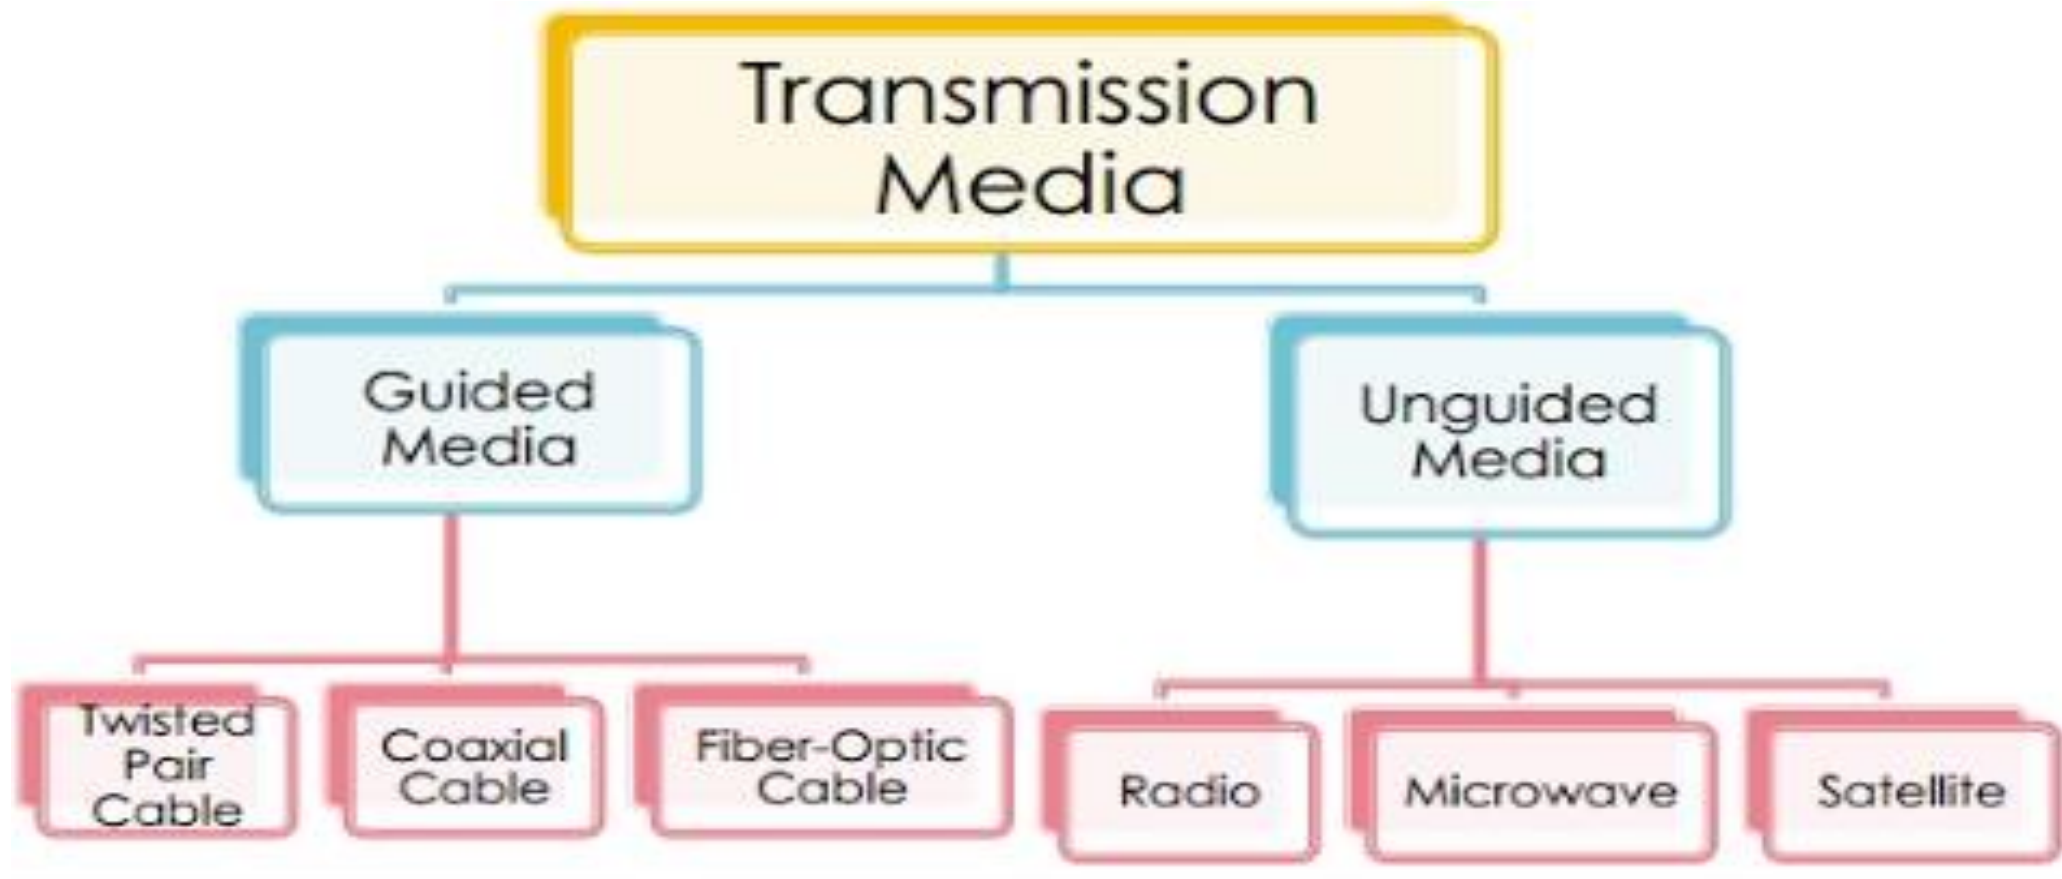 Transmission
Media
Guided
Media
Unguided
Media
Twisted
Pair
Cable
Coaxial
Cable
Fiber-Optic
Cable
Radio
Microwave
Satellite